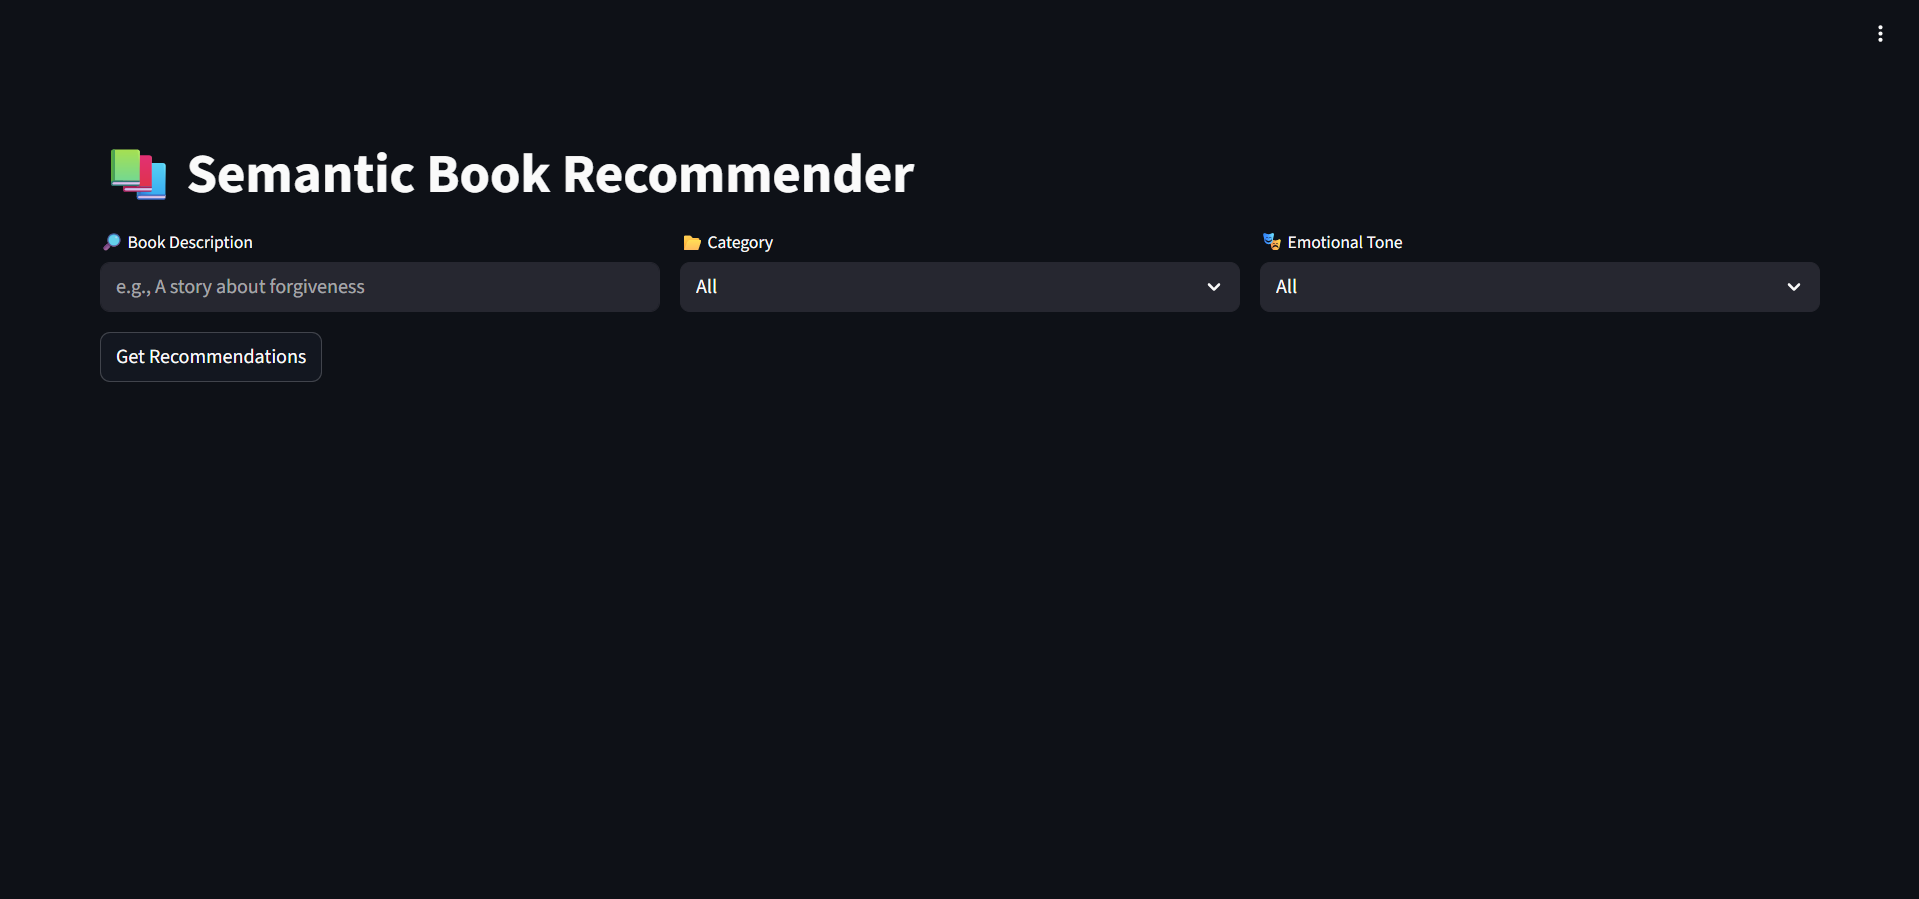 Semantic Book Recommender
Book Description
Category
Emotional Tone
e.g., A story about forgiveness
All
All
Get Recommendations